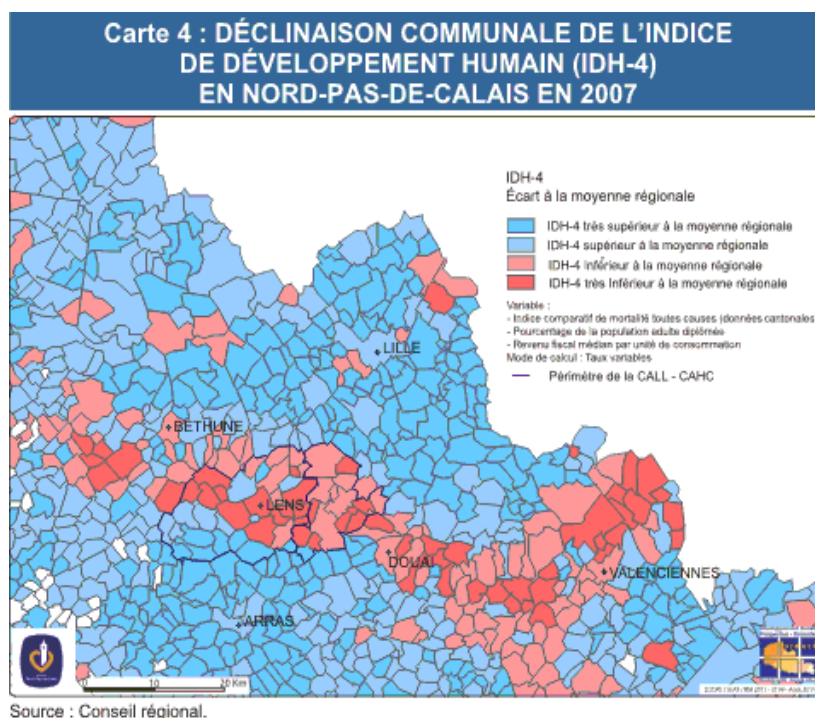 Carte 4 : DÉCLINAISON COMMUNALE DE L'INDICE
DE DÉVELOPPEMENT HUMAIN (IDH-4)
EN NORD-PAS-DE-CALAIS EN 2007
IDH-4
Écart à la moyenne régionale
IDH-4 très supérieur à la moyenne régionale
IDH-4 supérieur à la moyenne régionale
IDH-4 Inférieur à la moyenne régionale
IDH-4 très Inférieur à la moyenne régionale
Variable :
- Indice comparatif de mortalité toutes causes (données cantonales
- Pourcentage de la population adulte diplômée
- Revenu fiscal médian par unité de consommation
Mode de calcul : Taux variables
Périmètre de la CALL - CAHC
LILLE
BETHUNE
LENS
DOUAI
VALENCIENNES
ARRAS
0 10 20 Km
Source : Conseil régional.